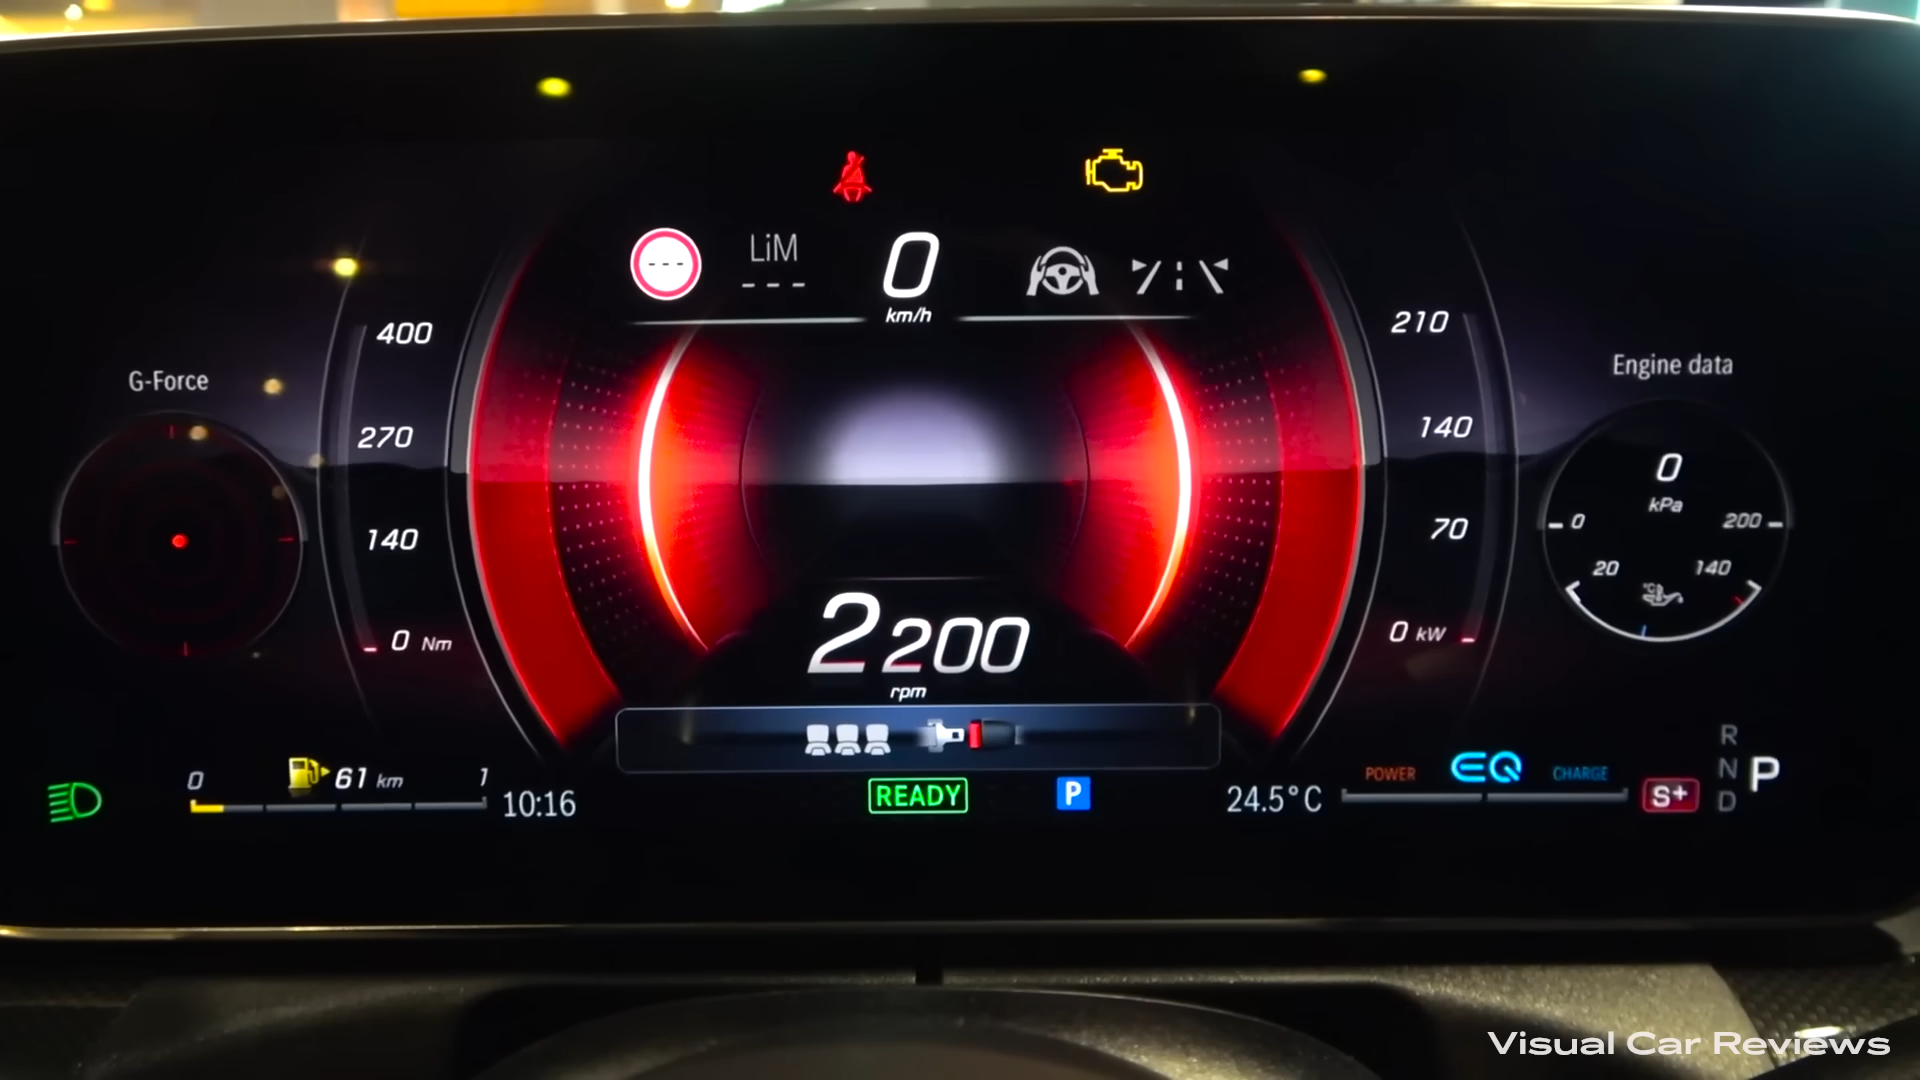 LiM
---
---
0
km/h
400
270
140
0 Nm
G-Force
210
140
70
0 kW
Engine data
0
kPa
0 200
20 140
°C
2200
rpm
0 61 km 1
10:16
READY
P
24.5°C
POWER EQ CHARGE
S+
R
N
D
P
Visual Car Reviews